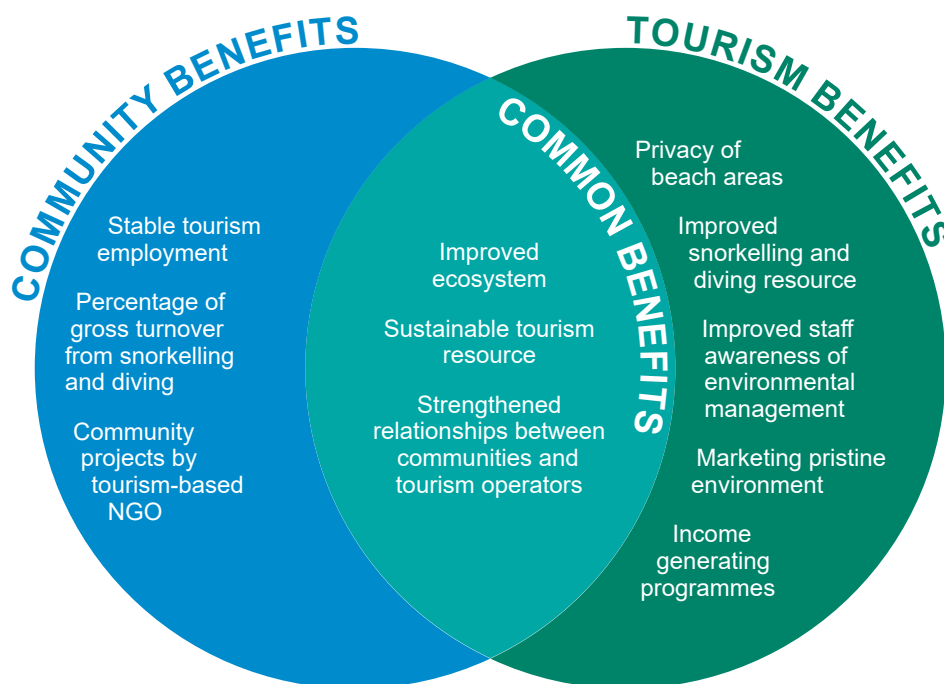 COMMUNITY BENEFITS
Stable tourism
employment
Percentage of
gross turnover
from snorkelling
and diving
Community
projects by
tourism-based
NGO
COMMON BENEFITS
Improved
ecosystem
Sustainable tourism
resource
Strengthened
relationships between
communities and
tourism operators
TOURISM BENEFITS
Privacy of
beach areas
Improved
snorkelling and
diving resource
Improved staff
awareness of
environmental
management
Marketing pristine
environment
Income
generating
programmes